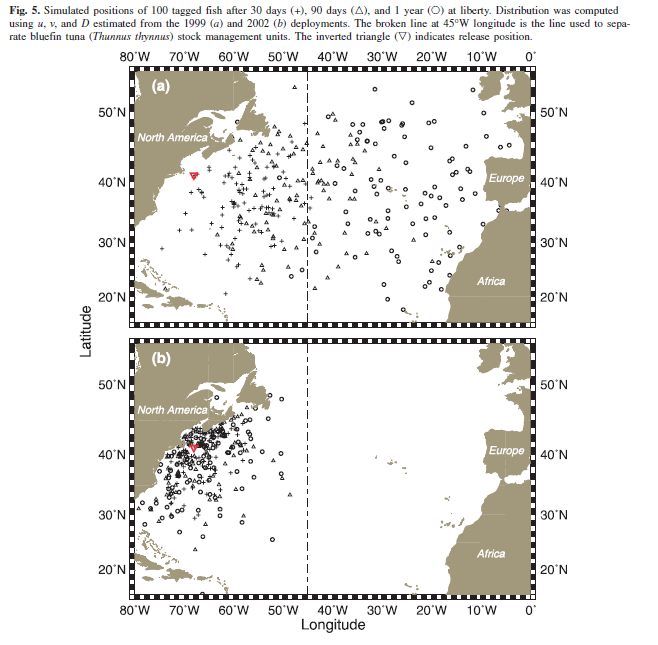 Fig. 5. Simulated positions of 100 tagged fish after 30 days (+), 90 days (△), and 1 year (○) at liberty. Distribution was computed
using u, v, and D estimated from the 1999 (a) and 2002 (b) deployments. The broken line at 45°W longitude is the line used to sepa-
rate bluefin tuna (Thunnus thynnus) stock management units. The inverted triangle (▽) indicates release position.
80°W 70°W 60°W 50°W 40°W 30°W 20°W 10°W 0°
(a)
50°N 50°N
North America
40°N Europe 40°N
30°N 30°N
Africa
20°N 20°N
Latitude
(b)
50°N 50°N
North America
40°N Europe 40°N
30°N 30°N
Africa
20°N 20°N
80°W 70°W 60°W 50°W 40°W 30°W 20°W 10°W 0°
Longitude